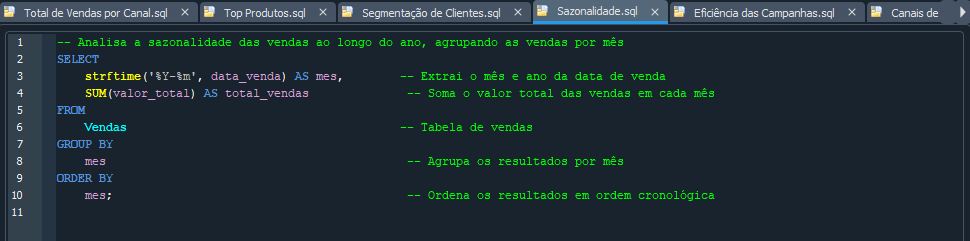 Total de Vendas por Canal.sql Top Produtos.sql Segmentação de Clientes.sql Sazonalidade.sql Eficiência das Campanhas.sql Canais de
1 -- Analisa a sazonalidade das vendas ao longo do ano, agrupando as vendas por mês
2 SELECT
3 strftime('%Y-%m', data_venda) AS mes, -- Extrai o mês e ano da data de venda
4 SUM(valor_total) AS total_vendas -- Soma o valor total das vendas em cada mês
5 FROM
6 Vendas -- Tabela de vendas
7 GROUP BY
8 mes -- Agrupa os resultados por mês
9 ORDER BY
10 mes; -- Ordena os resultados em ordem cronológica
11